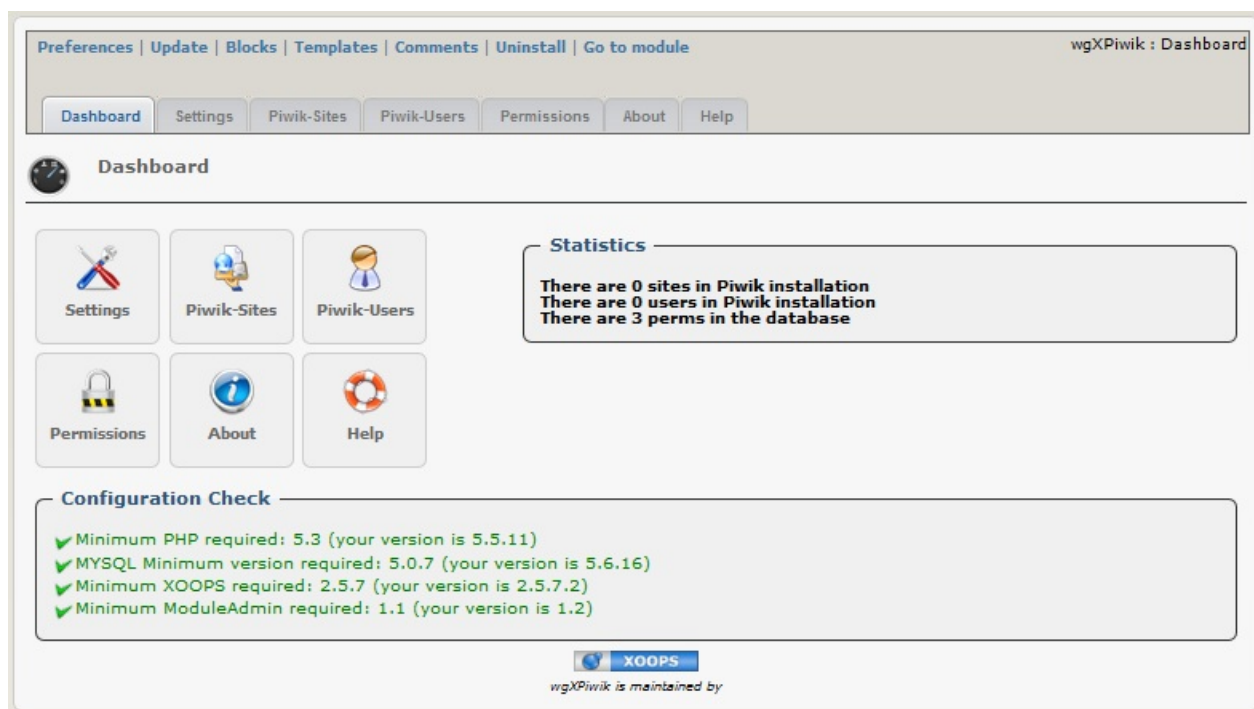 Preferences | Update | Blocks | Templates | Comments | Uninstall | Go to module
wgXPiwik : Dashboard
Dashboard Settings Piwik-Sites Piwik-Users Permissions About Help
Dashboard
Settings Piwik-Sites Piwik-Users
Permissions About Help
Statistics
There are 0 sites in Piwik installation
There are 0 users in Piwik installation
There are 3 perms in the database
Configuration Check
Minimum PHP required: 5.3 (your version is 5.5.11)
MYSQL Minimum version required: 5.0.7 (your version is 5.6.16)
Minimum XOOPS required: 2.5.7 (your version is 2.5.7.2)
Minimum ModuleAdmin required: 1.1 (your version is 1.2)
XOOPS
wgXPiwik is maintained by